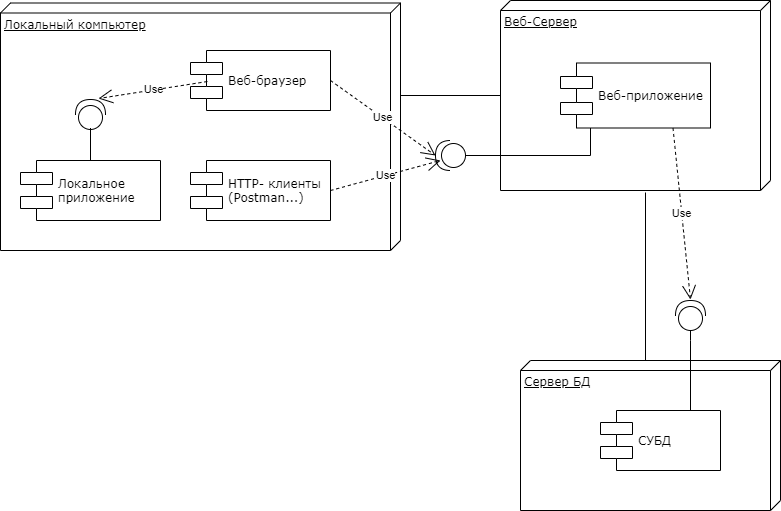 Локальный компьютер
Веб-Сервер
Веб-браузер
Веб-приложение
Use
Use
Локальное
приложение
HTTP- клиенты
(Postman...)
Use
Use
Сервер БД
СУБД